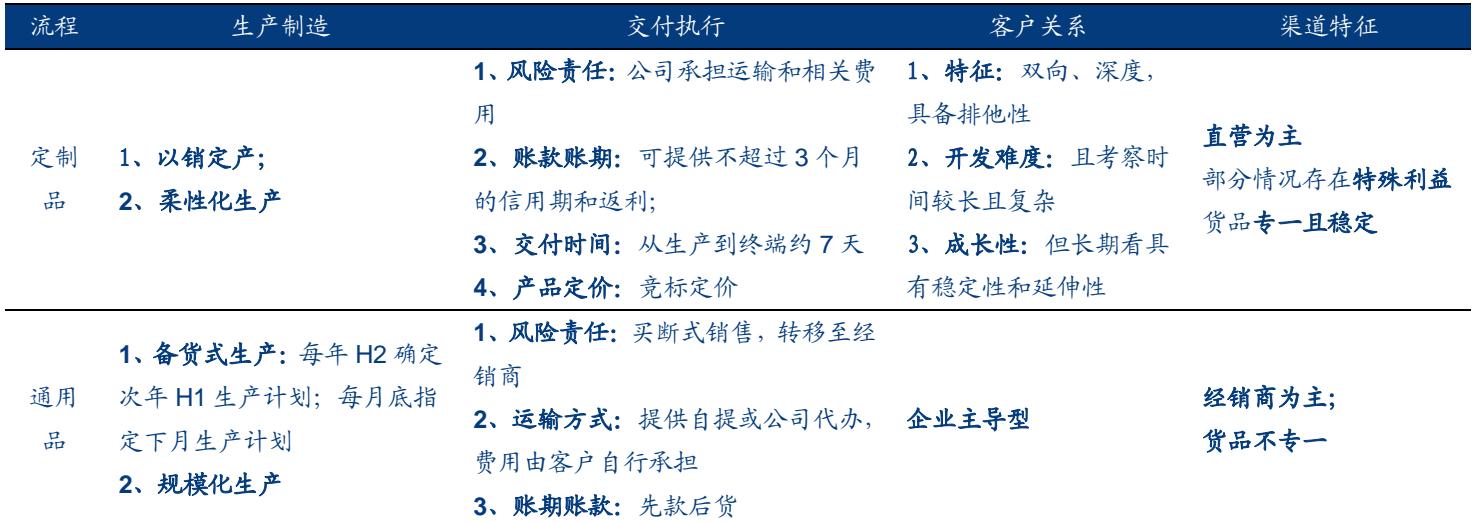 流程 生产制造 交付执行 客户关系 渠道特征
定制品
1、以销定产；
2、柔性化生产
1、风险责任：公司承担运输和相关费
用
2、账款账期：可提供不超过 3 个月
的信用期和返利；
3、交付时间：从生产到终端约 7 天
4、产品定价：竞标定价
1、特征：双向、深度，
具备排他性
2、开发难度：且考察时
间较长且复杂
3、成长性：但长期看具
有稳定性和延伸性
直营为主
部分情况存在特殊利益
货品专一且稳定
通用品
1、备货式生产：每年 H2 确定
次年 H1 生产计划；每月底指
定下月生产计划
2、规模化生产
1、风险责任：买断式销售，转移至经
销商
2、运输方式：提供自提或公司代办，
费用由客户自行承担
3、账期账款：先款后货
企业主导型
经销商为主；
货品不专一